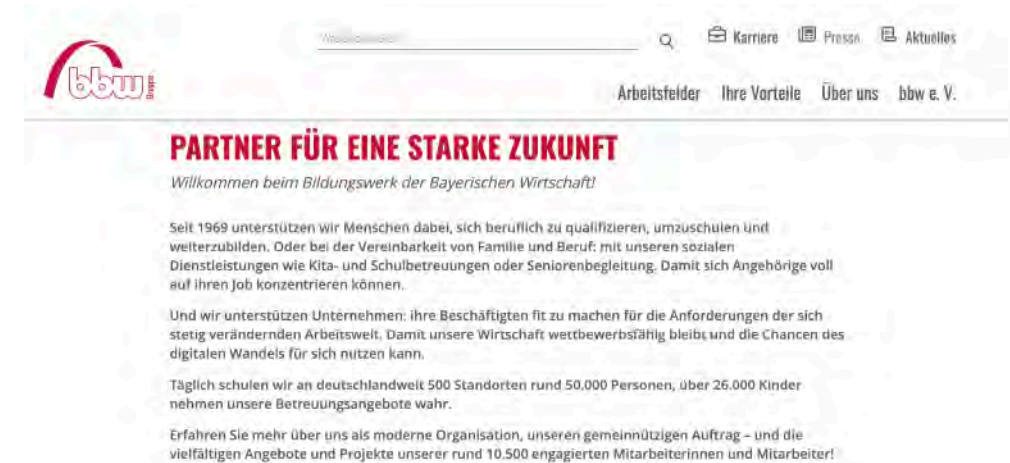 Karriere Presse Aktuelles
bbw Gruppe
Arbeitsfelder Ihre Vorteile Über uns bbw e. V.
PARTNER FÜR EINE STARKE ZUKUNFT
Willkommen beim Bildungswerk der Bayerischen Wirtschaft!
Seit 1969 unterstützen wir Menschen dabei, sich beruflich zu qualifizieren, umzuschulen und
weiterzubilden. Oder bei der Vereinbarkeit von Familie und Beruf: mit unseren sozialen
Dienstleistungen wie Kita- und Schulbetreuungen oder Seniorenbegleitung. Damit sich Angehörige voll
auf ihren Job konzentrieren können.
Und wir unterstützen Unternehmen: ihre Beschäftigten fit zu machen für die Anforderungen der sich
stetig verändernden Arbeitswelt. Damit unsere Wirtschaft wettbewerbsfähig bleibt und die Chancen des
digitalen Wandels für sich nutzen kann.
Täglich schulen wir an deutschlandweit 500 Standorten rund 50.000 Personen, über 26.000 Kinder
nehmen unsere Betreuungsangebote wahr.
Erfahren Sie mehr über uns als moderne Organisation, unseren gemeinnützigen Auftrag – und die
vielfältigen Angebote und Projekte unserer rund 10.500 engagierten Mitarbeiterinnen und Mitarbeiter!